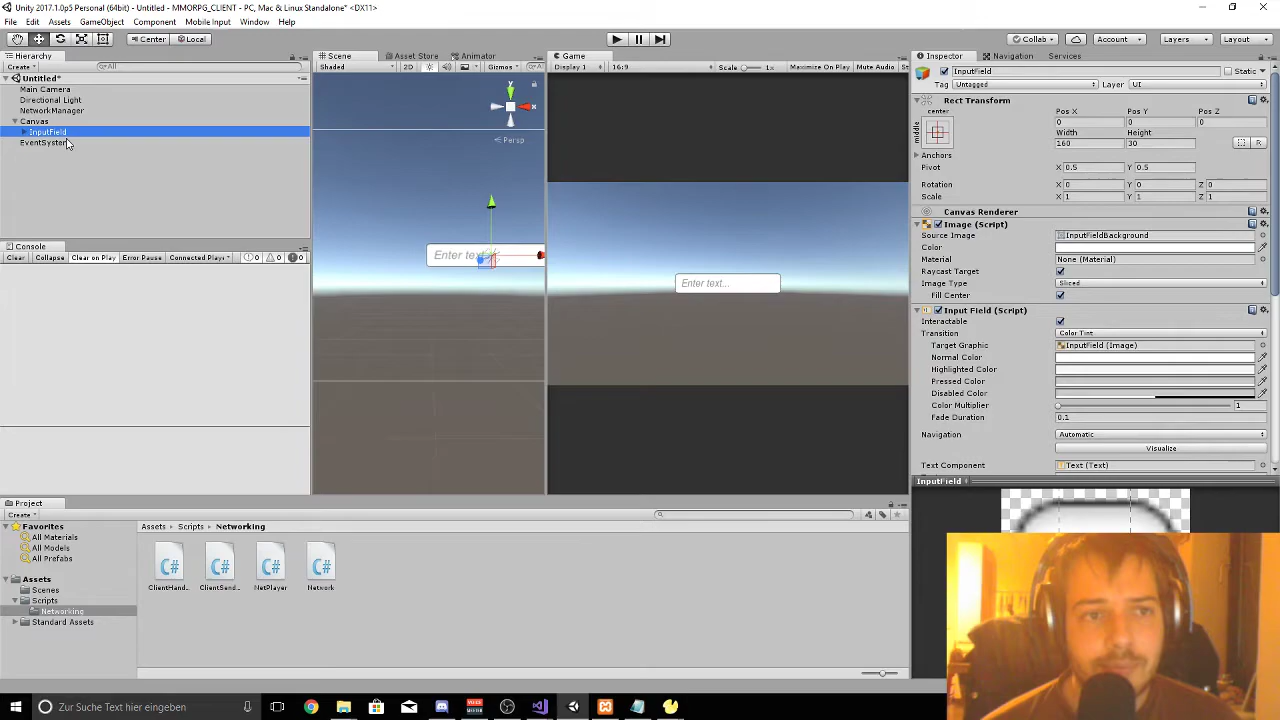 Unity 2017.1.0p5 Personal (64bit) - Untitled - MMORPG_CLIENT - PC, Mac & Linux Standalone* <DX11>
File Edit Assets GameObject Component Mobile Input Window Help
Center Local
Collab Account Layers Layout
Hierarchy
Create All
Untitled*
Main Camera
Directional Light
NetworkManager
Canvas
InputField
EventSystem
Console
Clear Collapse Clear on Play Error Pause Connected Player 0 0 0
Scene Asset Store Animator
Shaded 2D Gizmos All
y
x
Persp
Enter text
Game
Display 1 16:9 Scale 1x Maximize On Play Mute Audio
Enter text...
Inspector Navigation Services
InputField Static
Tag Untagged Layer UI
Rect Transform
center Pos X Pos Y Pos Z
middle 0 0 0
Width Height
160 30
Anchors
Pivot X 0.5 Y 0.5
Rotation X 0 Y 0 Z 0
Scale X 1 Y 1 Z 1
Canvas Renderer
Image (Script)
Source Image InputFieldBackground
Color
Material None (Material)
Raycast Target
Image Type Sliced
Fill Center
Input Field (Script)
Interactable
Transition Color Tint
Target Graphic InputField (Image)
Normal Color
Highlighted Color
Pressed Color
Disabled Color
Color Multiplier 1
Fade Duration 0.1
Navigation Automatic
Visualize
Text Component Text (Text)
InputField
Project
Create
Favorites
All Materials
All Models
All Prefabs
Assets
Scenes
Scripts
Networking
Standard Assets
Assets Scripts Networking
C# C# C# C#
ClientHand... ClientSend... NetPlayer Network
Zur Suche Text hier eingeben